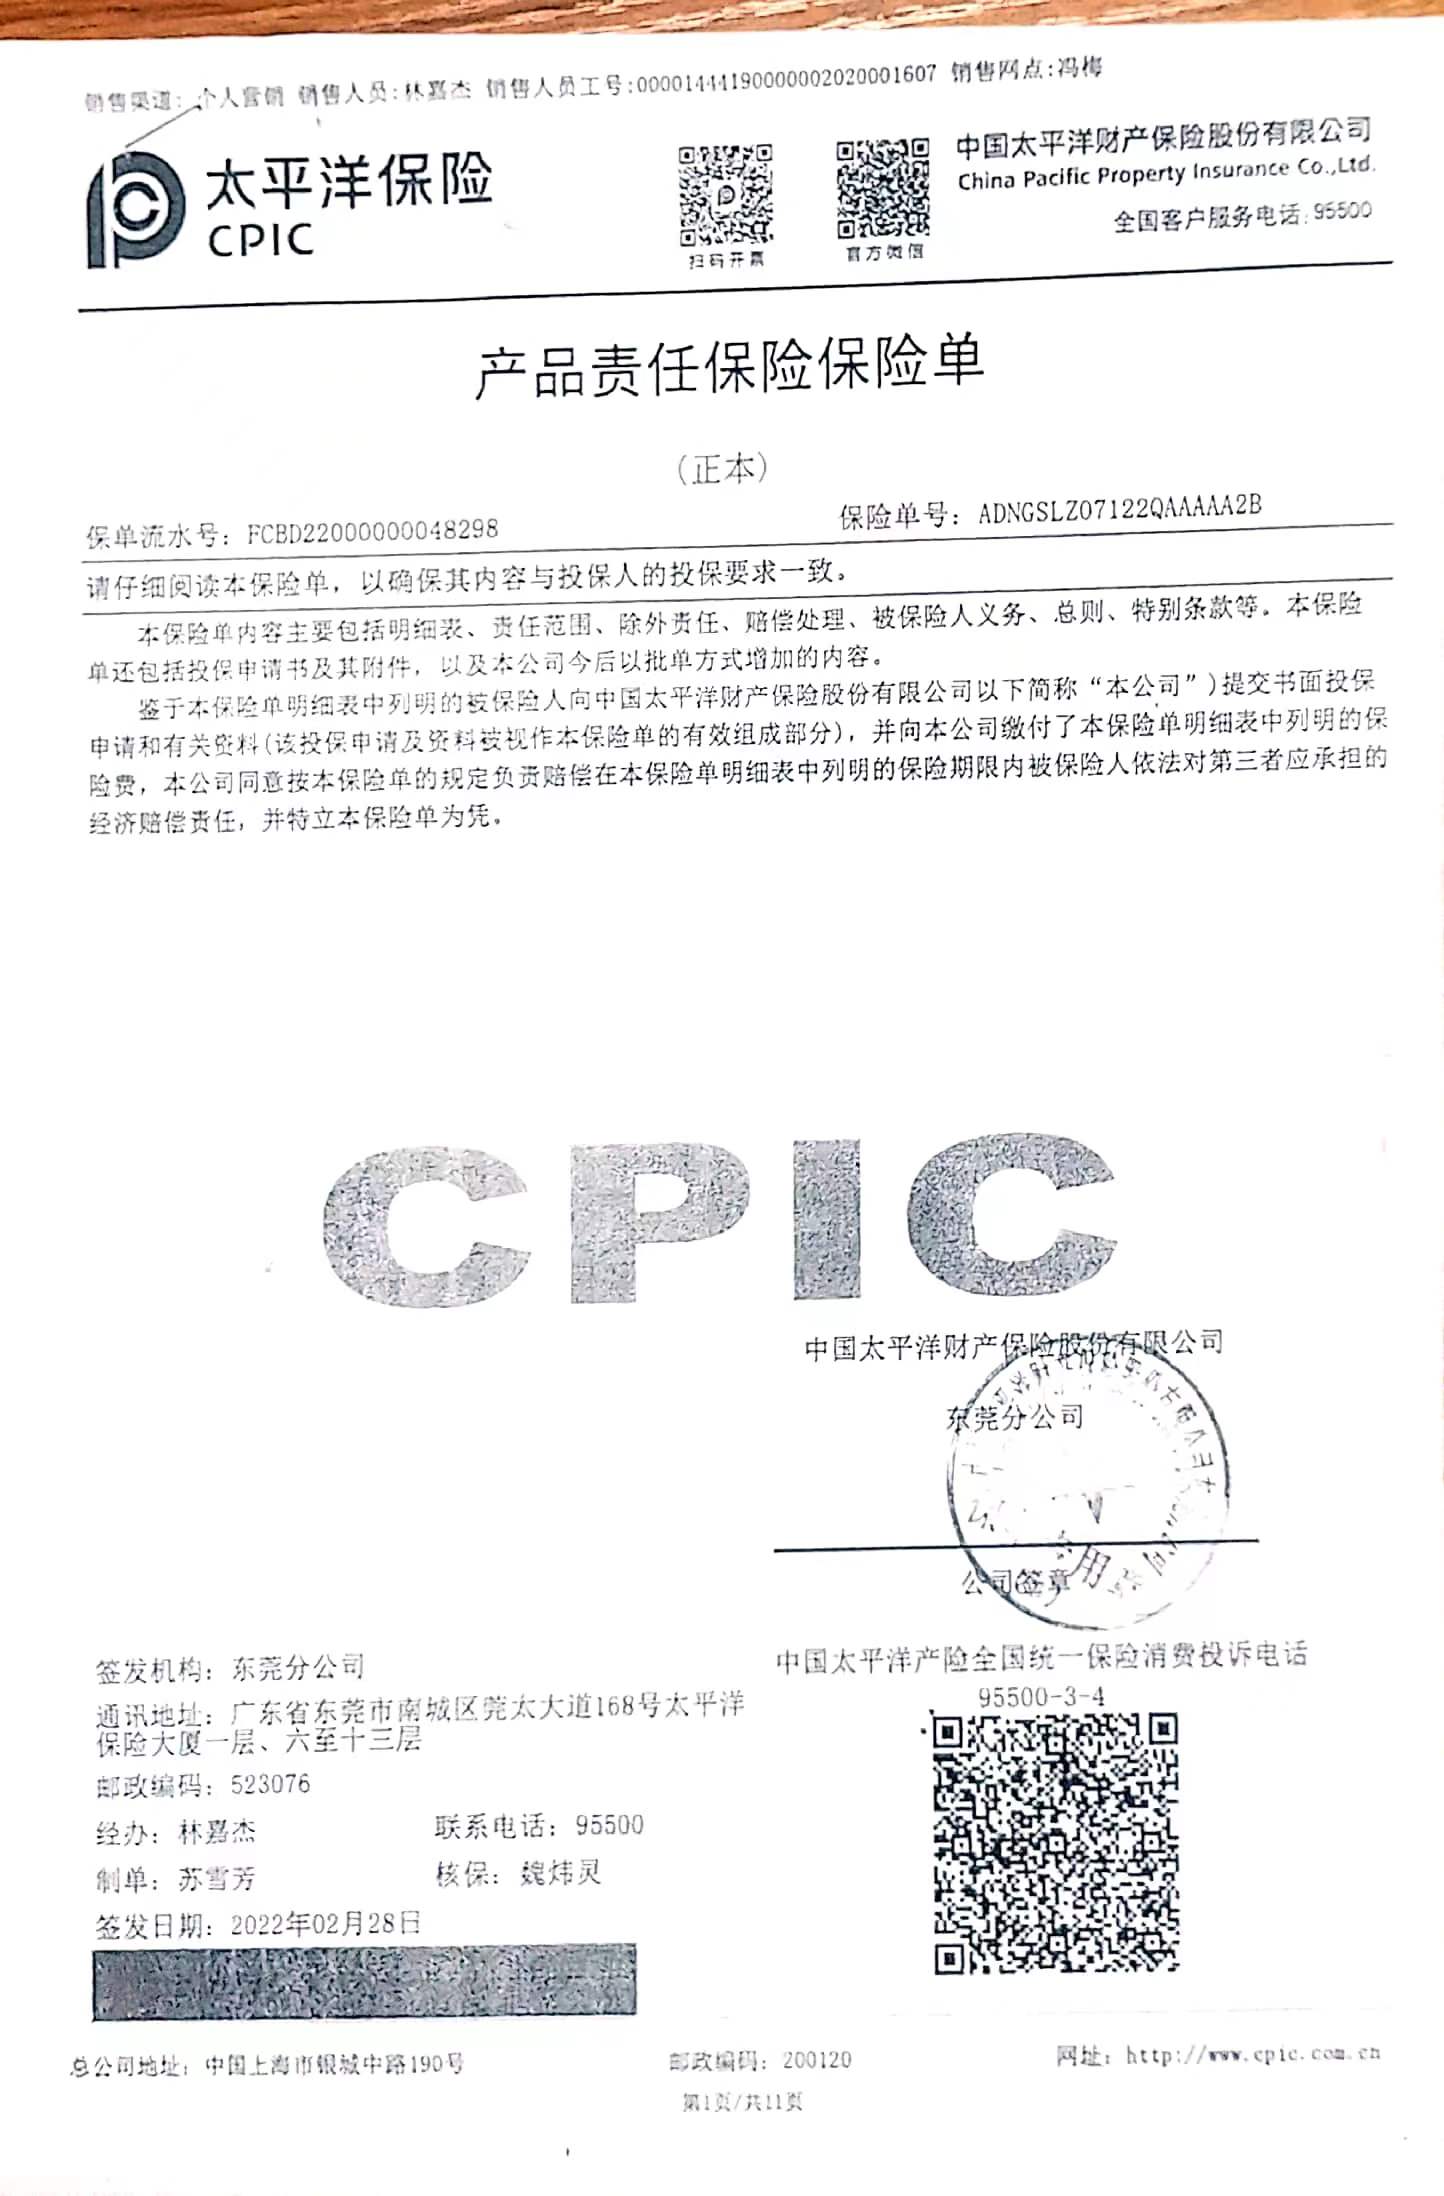 销售渠道: 个人营销 销售人员:林嘉杰 销售人员工号:00001444190000002020001607 销售网点:冯梅
太平洋保险
CPIC
扫码开票
官方微信
中国太平洋财产保险股份有限公司
China Pacific Property Insurance Co.,Ltd.
全国客户服务电话:95500
产品责任保险保险单
(正本)
保单流水号: FCBD22000000048298
保险单号: ADNGSLZ07122QAAAAA2B
请仔细阅读本保险单，以确保其内容与投保人的投保要求一致。
本保险单内容主要包括明细表、责任范围、除外责任、赔偿处理、被保险人义务、总则、特别条款等。本保险
单还包括投保申请书及其附件，以及本公司今后以批单方式增加的内容。
鉴于本保险单明细表中列明的被保险人向中国太平洋财产保险股份有限公司以下简称“本公司”)提交书面投保
申请和有关资料(该投保申请及资料被视作本保险单的有效组成部分)，并向本公司缴付了本保险单明细表中列明的保
险费，本公司同意按本保险单的规定负责赔偿在本保险单明细表中列明的保险期限内被保险人依法对第三者应承担的
经济赔偿责任，并特立本保险单为凭。
CPIC
中国太平洋财产保险股份有限公司
东莞分公司
公司签章
签发机构: 东莞分公司
通讯地址: 广东省东莞市南城区莞太大道168号太平洋
保险大厦一层、六至十三层
邮政编码: 523076
经办: 林嘉杰
联系电话: 95500
制单: 苏雪芳
核保: 魏炜灵
签发日期: 2022年02月28日
中国太平洋产险全国统一保险消费投诉电话
95500-3-4
总公司地址: 中国上海市银城中路190号
邮政编码: 200120
网址: http://www.cpic.com.cn
第1页/共11页